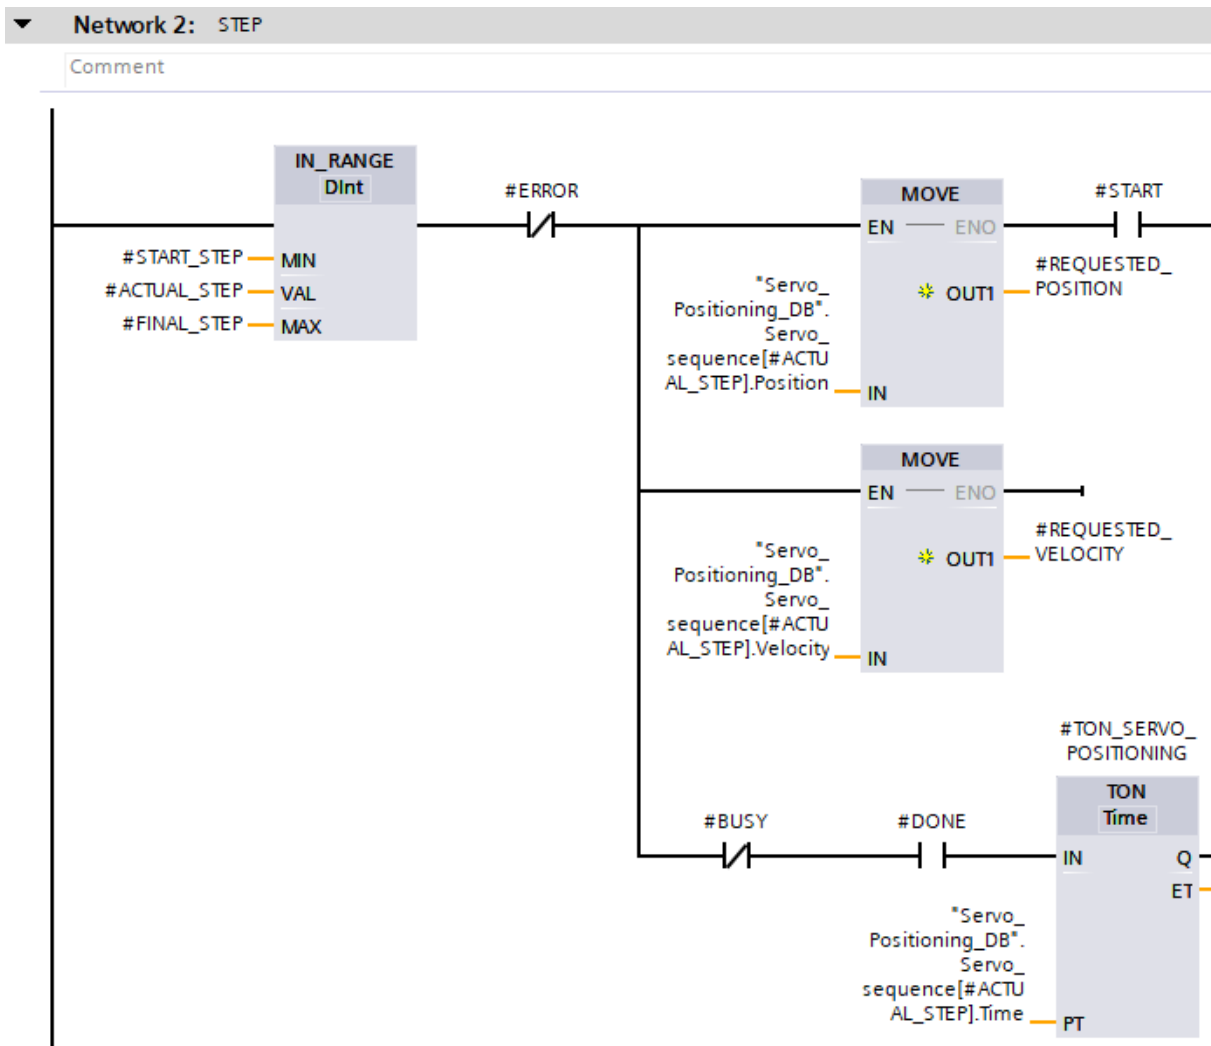 Network 2: STEP
Comment
IN_RANGE
DInt
#START_STEP
MIN
#ACTUAL_STEP
VAL
#FINAL_STEP
MAX
#ERROR
MOVE
EN
ENO
#START
"Servo_
Positioning_DB".
Servo_
sequence[#ACTU
AL_STEP].Position
IN
OUT1
#REQUESTED_
POSITION
MOVE
EN
ENO
"Servo_
Positioning_DB".
Servo_
sequence[#ACTU
AL_STEP].Velocity
IN
OUT1
#REQUESTED_
VELOCITY
#BUSY
#DONE
#TON_SERVO_
POSITIONING
TON
Time
IN
Q
ET
"Servo_
Positioning_DB".
Servo_
sequence[#ACTU
AL_STEP].Time
PT